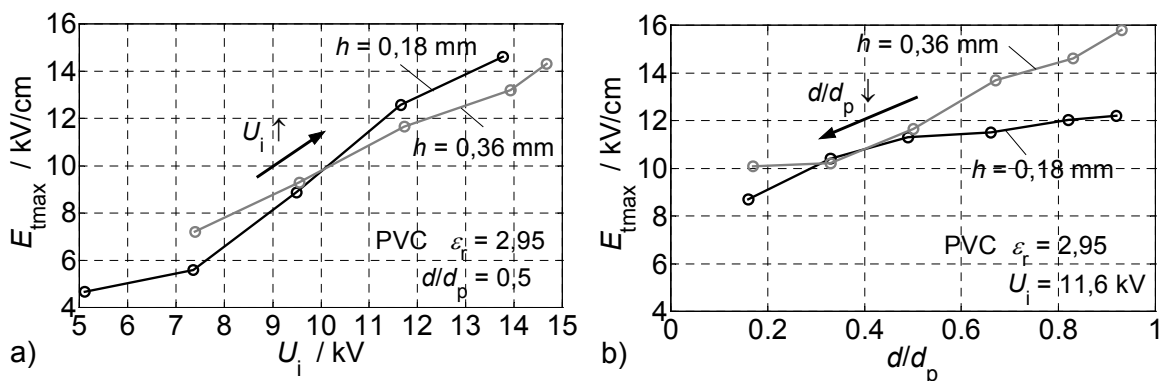 E_tmax / kV/cm
16
14
12
10
8
6
4
h = 0,18 mm
U_i ↑
h = 0,36 mm
PVC ε_r = 2,95
d/d_p = 0,5
5 6 7 8 9 10 11 12 13 14 15
a) U_i / kV
E_tmax / kV/cm
16
14
12
10
8
6
4
h = 0,36 mm
d/d_p ↓
h = 0,18 mm
PVC ε_r = 2,95
U_i = 11,6 kV
0 0.2 0.4 0.6 0.8 1
b) d/d_p